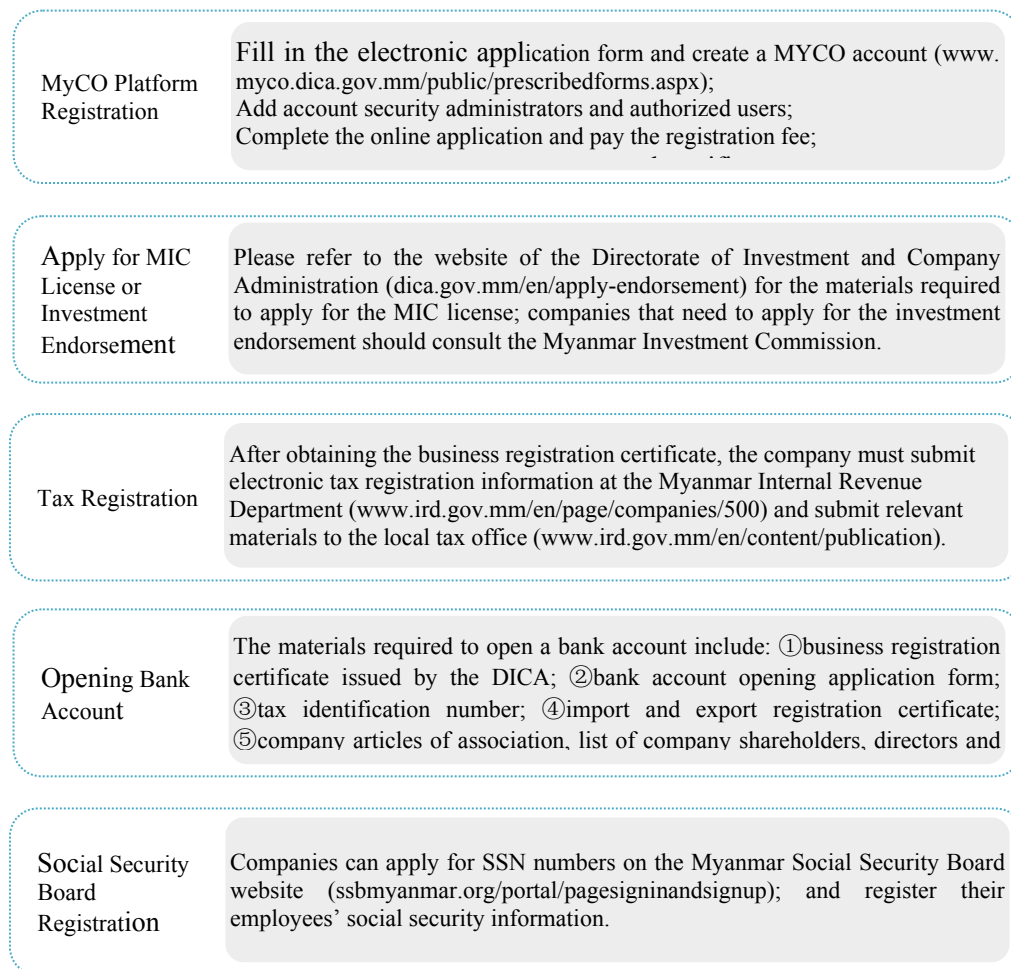 MyCO Platform
Registration
Fill in the electronic application form and create a MYCO account (www.
myco.dica.gov.mm/public/prescribedforms.aspx);
Add account security administrators and authorized users;
Complete the online application and pay the registration fee;
Apply for MIC
License or
Investment
Endorsement
Please refer to the website of the Directorate of Investment and Company
Administration (dica.gov.mm/en/apply-endorsement) for the materials required
to apply for the MIC license; companies that need to apply for the investment
endorsement should consult the Myanmar Investment Commission.
Tax Registration
After obtaining the business registration certificate, the company must submit
electronic tax registration information at the Myanmar Internal Revenue
Department (www.ird.gov.mm/en/page/companies/500) and submit relevant
materials to the local tax office (www.ird.gov.mm/en/content/publication).
Opening Bank
Account
The materials required to open a bank account include: ①business registration
certificate issued by the DICA; ②bank account opening application form;
③tax identification number; ④import and export registration certificate;
⑤company articles of association, list of company shareholders, directors and
Social Security
Board
Registration
Companies can apply for SSN numbers on the Myanmar Social Security Board
website (ssbmyanmar.org/portal/pagesigninandsignup); and register their
employees’ social security information.